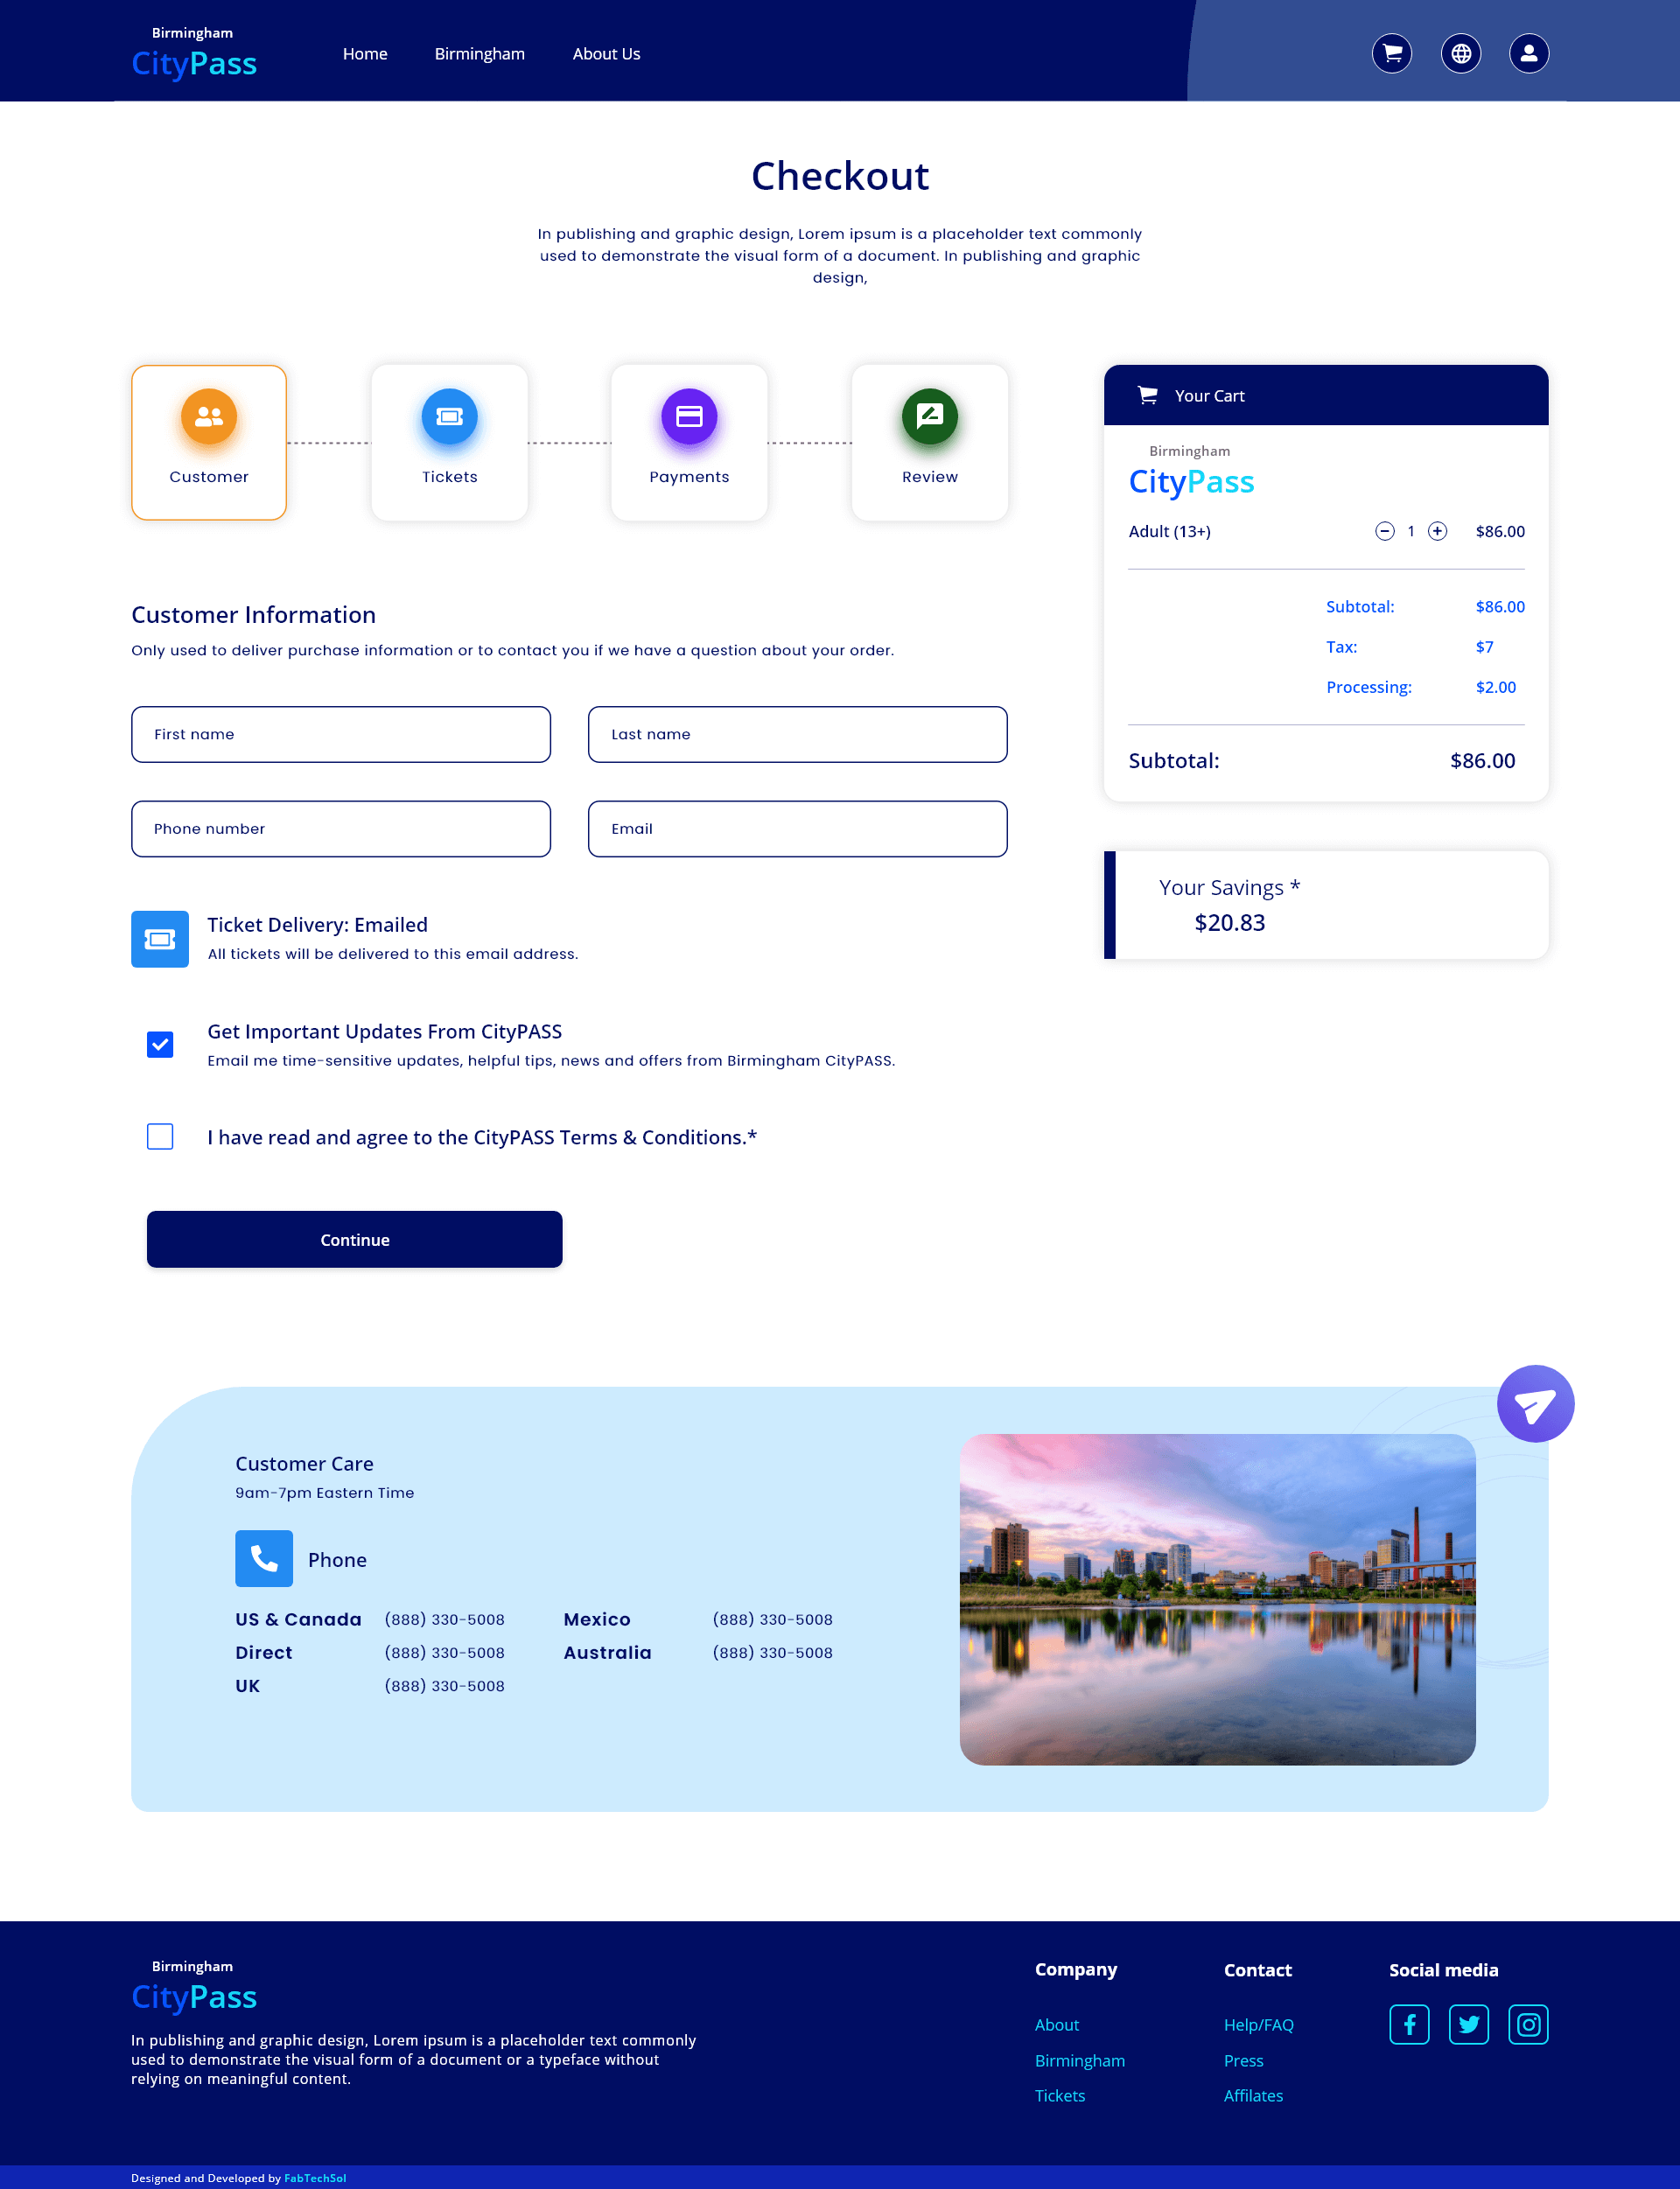 Birmingham
CityPass
Home
Birmingham
About Us
Checkout
In publishing and graphic design, Lorem ipsum is a placeholder text commonly
used to demonstrate the visual form of a document. In publishing and graphic
design,
Customer
Tickets
Payments
Review
Customer Information
Only used to deliver purchase information or to contact you if we have a question about your order.
First name
Last name
Phone number
Email
Ticket Delivery: Emailed
All tickets will be delivered to this email address.
Get Important Updates From CityPASS
Email me time-sensitive updates, helpful tips, news and offers from Birmingham CityPASS.
I have read and agree to the CityPASS Terms & Conditions.*
Continue
Your Cart
Birmingham
CityPass
Adult (13+) 1 $86.00
Subtotal: $86.00
Tax: $7
Processing: $2.00
Subtotal: $86.00
Your Savings *
$20.83
Customer Care
9am-7pm Eastern Time
Phone
US & Canada (888) 330-5008 Mexico (888) 330-5008
Direct (888) 330-5008 Australia (888) 330-5008
UK (888) 330-5008
Birmingham
CityPass
In publishing and graphic design, Lorem ipsum is a placeholder text commonly
used to demonstrate the visual form of a document or a typeface without
relying on meaningful content.
Company
About
Birmingham
Tickets
Contact
Help/FAQ
Press
Affilates
Social media
Designed and Developed by FabTechSol